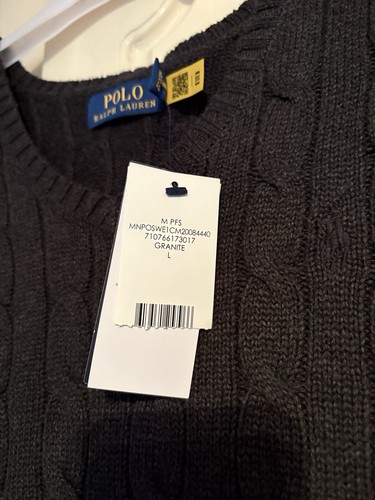 POLO
RALPH LAUREN
M PFS
MNPOSWE1CM20084440
710766173017
GRANITE
L